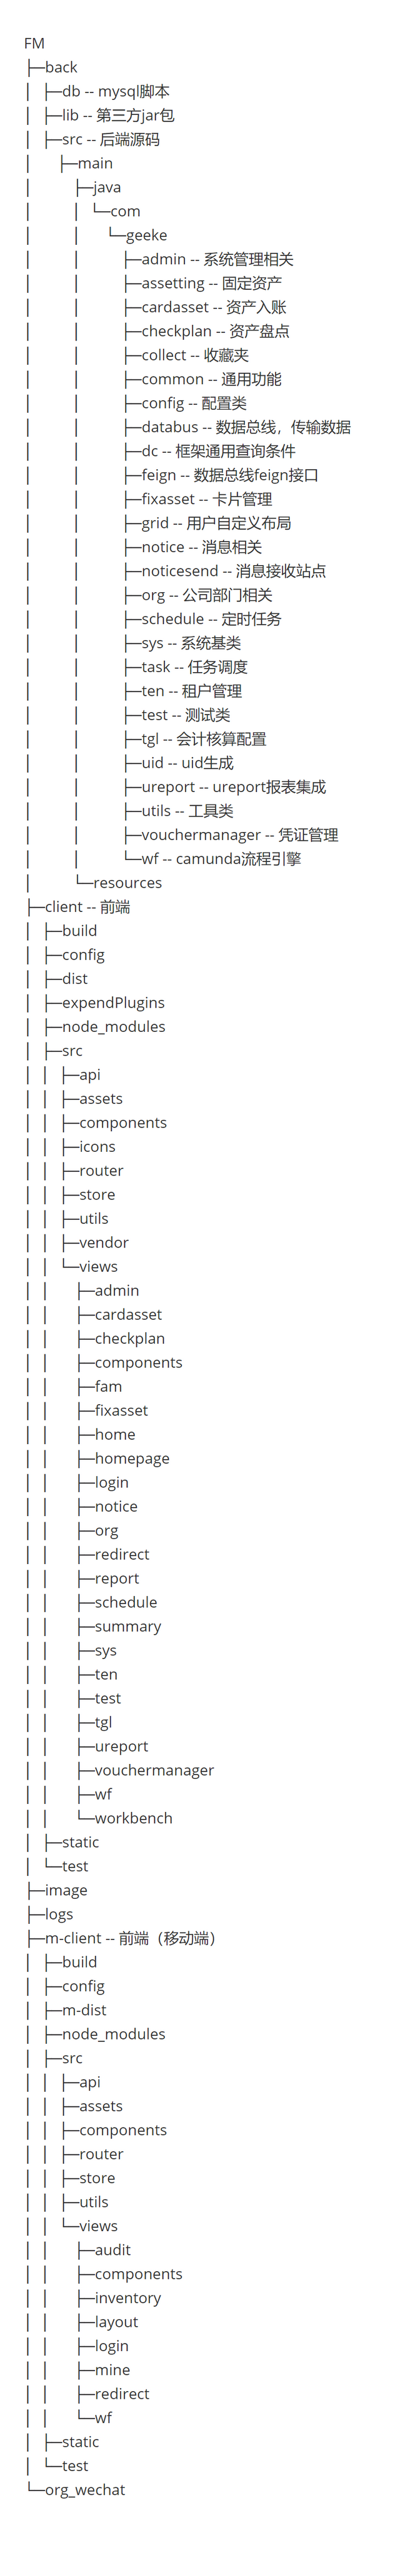 FM
├─back
│  ├─db -- mysql脚本
│  ├─lib -- 第三方jar包
│  ├─src -- 后端源码
│      ├─main
│          ├─java
│          │  └─com
│          │      └─geeke
│          │          ├─admin -- 系统管理相关
│          │          ├─assetting -- 固定资产
│          │          ├─cardasset -- 资产入账
│          │          ├─checkplan -- 资产盘点
│          │          ├─collect -- 收藏夹
│          │          ├─common -- 通用功能
│          │          ├─config -- 配置类
│          │          ├─databus -- 数据总线，传输数据
│          │          ├─dc -- 框架通用查询条件
│          │          ├─feign -- 数据总线feign接口
│          │          ├─fixasset -- 卡片管理
│          │          ├─grid -- 用户自定义布局
│          │          ├─notice -- 消息相关
│          │          ├─noticesend -- 消息接收站点
│          │          ├─org -- 公司部门相关
│          │          ├─schedule -- 定时任务
│          │          ├─sys -- 系统基类
│          │          ├─task -- 任务调度
│          │          ├─ten -- 租户管理
│          │          ├─test -- 测试类
│          │          ├─tgl -- 会计核算配置
│          │          ├─uid -- uid生成
│          │          ├─ureport -- ureport报表集成
│          │          ├─utils -- 工具类
│          │          ├─vouchermanager -- 凭证管理
│          │          └─wf -- camunda流程引擎
│          └─resources
├─client -- 前端
│  ├─build
│  ├─config
│  ├─dist
│  ├─expendPlugins
│  ├─node_modules
│  ├─src
│  │  ├─api
│  │  ├─assets
│  │  ├─components
│  │  ├─icons
│  │  ├─router
│  │  ├─store
│  │  ├─utils
│  │  ├─vendor
│  │  └─views
│  │      ├─admin
│  │      ├─cardasset
│  │      ├─checkplan
│  │      ├─components
│  │      ├─fam
│  │      ├─fixasset
│  │      ├─home
│  │      ├─homepage
│  │      ├─login
│  │      ├─notice
│  │      ├─org
│  │      ├─redirect
│  │      ├─report
│  │      ├─schedule
│  │      ├─summary
│  │      ├─sys
│  │      ├─ten
│  │      ├─test
│  │      ├─tgl
│  │      ├─ureport
│  │      ├─vouchermanager
│  │      ├─wf
│  │      └─workbench
│  ├─static
│  └─test
├─image
├─logs
├─m-client -- 前端（移动端）
│  ├─build
│  ├─config
│  ├─m-dist
│  ├─node_modules
│  ├─src
│  │  ├─api
│  │  ├─assets
│  │  ├─components
│  │  ├─router
│  │  ├─store
│  │  ├─utils
│  │  └─views
│  │      ├─audit
│  │      ├─components
│  │      ├─inventory
│  │      ├─layout
│  │      ├─login
│  │      ├─mine
│  │      ├─redirect
│  │      └─wf
│  ├─static
│  └─test
└─org_wechat